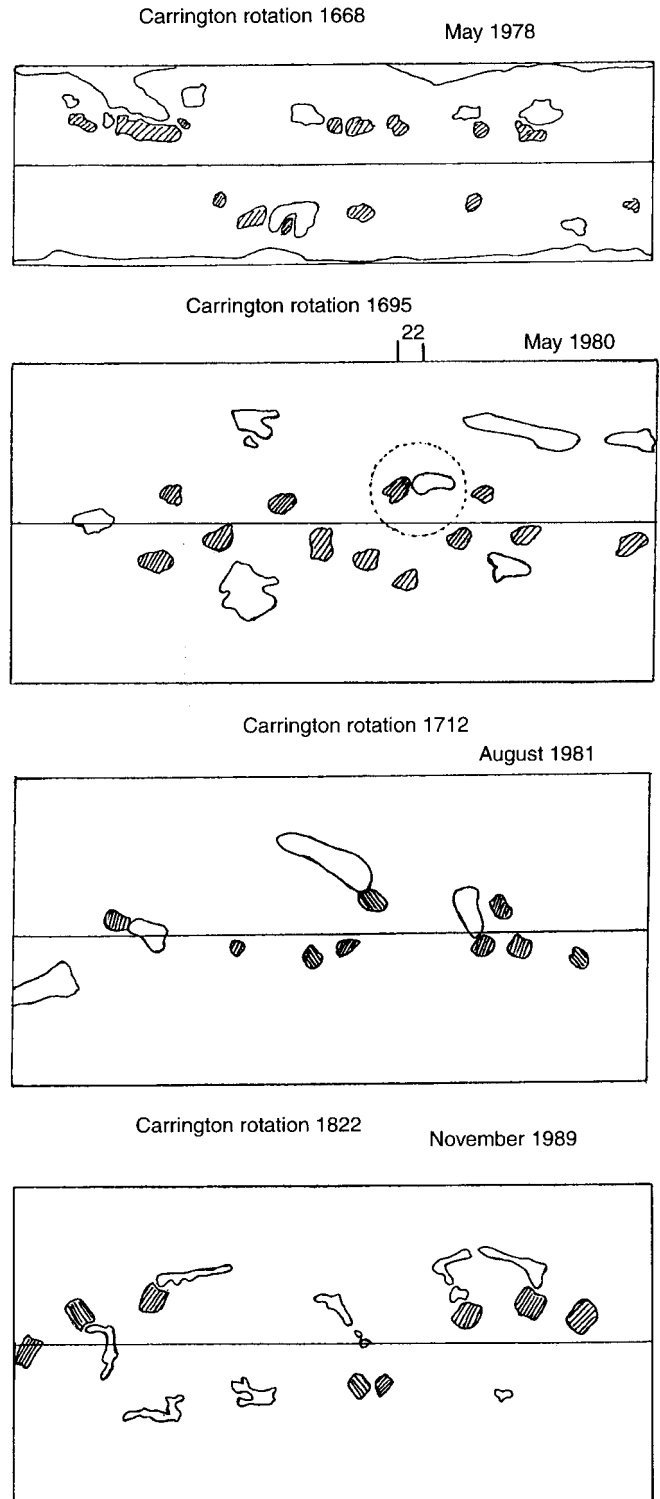 Carrington rotation 1668
May 1978
Carrington rotation 1695
22
May 1980
Carrington rotation 1712
August 1981
Carrington rotation 1822
November 1989